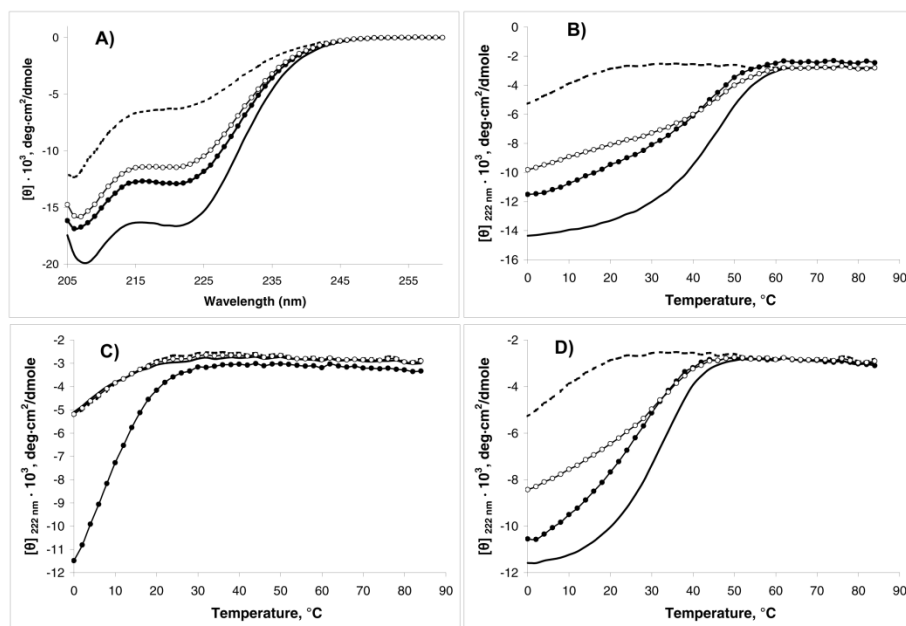 A)
0
-5
-10
-15
-20
[θ] · 10³, deg·cm²/dmole
205 215 225 235 245 255
Wavelength (nm)
B)
-2
-4
-6
-8
-10
-12
-14
-16
[θ] 222 nm · 10³, deg·cm²/dmole
0 10 20 30 40 50 60 70 80 90
Temperature, °C
C)
-2
-3
-4
-5
-6
-7
-8
-9
-10
-11
-12
[θ] 222 nm · 10³, deg·cm²/dmole
0 10 20 30 40 50 60 70 80 90
Temperature, °C
D)
-2
-4
-6
-8
-10
-12
[θ] 222 nm · 10³, deg·cm²/dmole
0 10 20 30 40 50 60 70 80 90
Temperature, °C